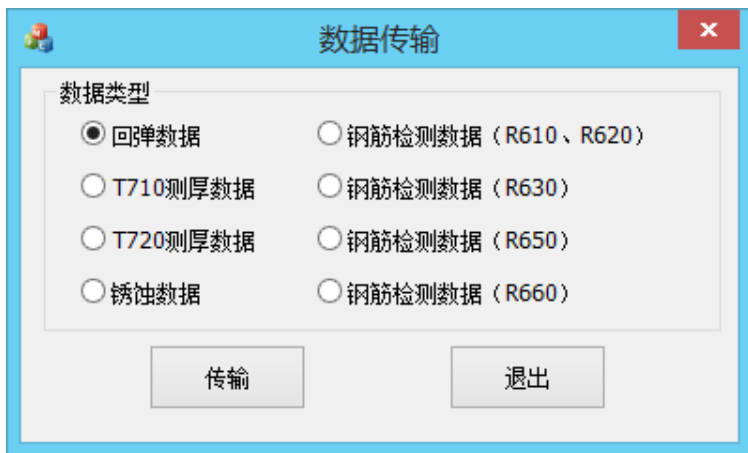 数据传输
数据类型
回弹数据 钢筋检测数据（R610、R620）
T710测厚数据 钢筋检测数据（R630）
T720测厚数据 钢筋检测数据（R650）
锈蚀数据 钢筋检测数据（R660）
传输 退出